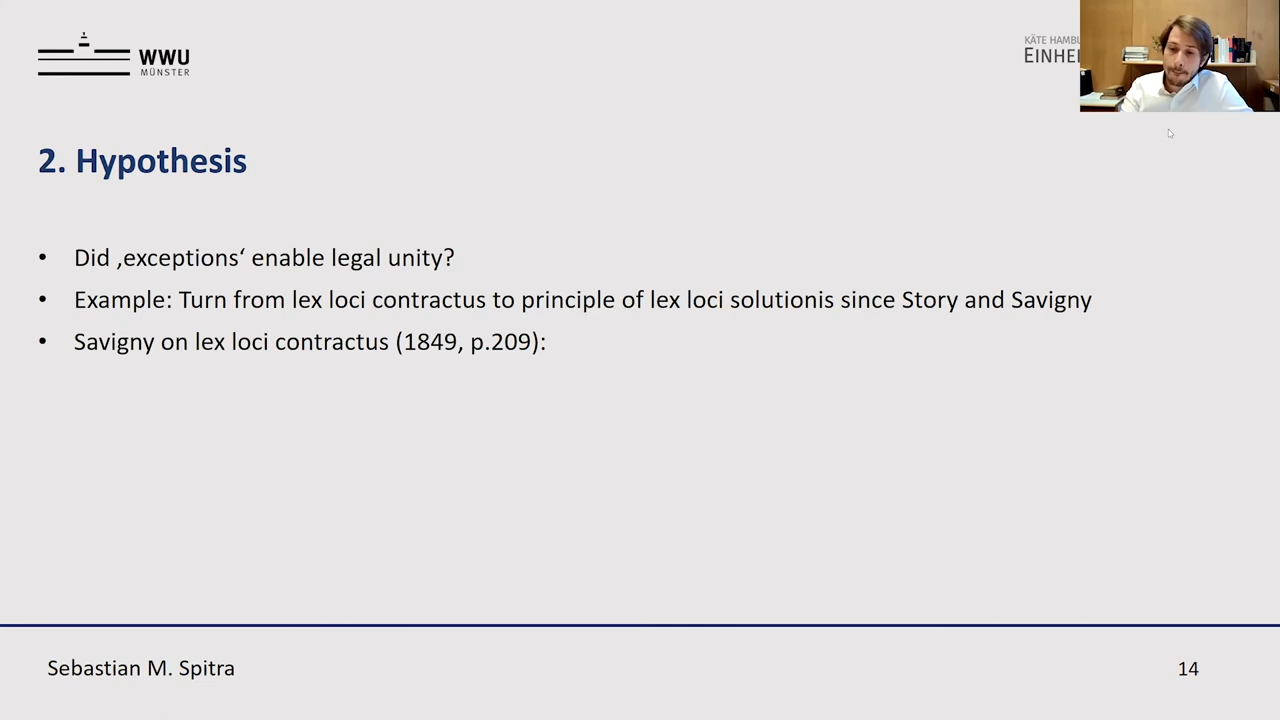 WWU
MÜNSTER
KÄTE HAMBU
EINHE
2. Hypothesis
• Did ‚exceptions‘ enable legal unity?
• Example: Turn from lex loci contractus to principle of lex loci solutionis since Story and Savigny
• Savigny on lex loci contractus (1849, p.209):
Sebastian M. Spitra
14